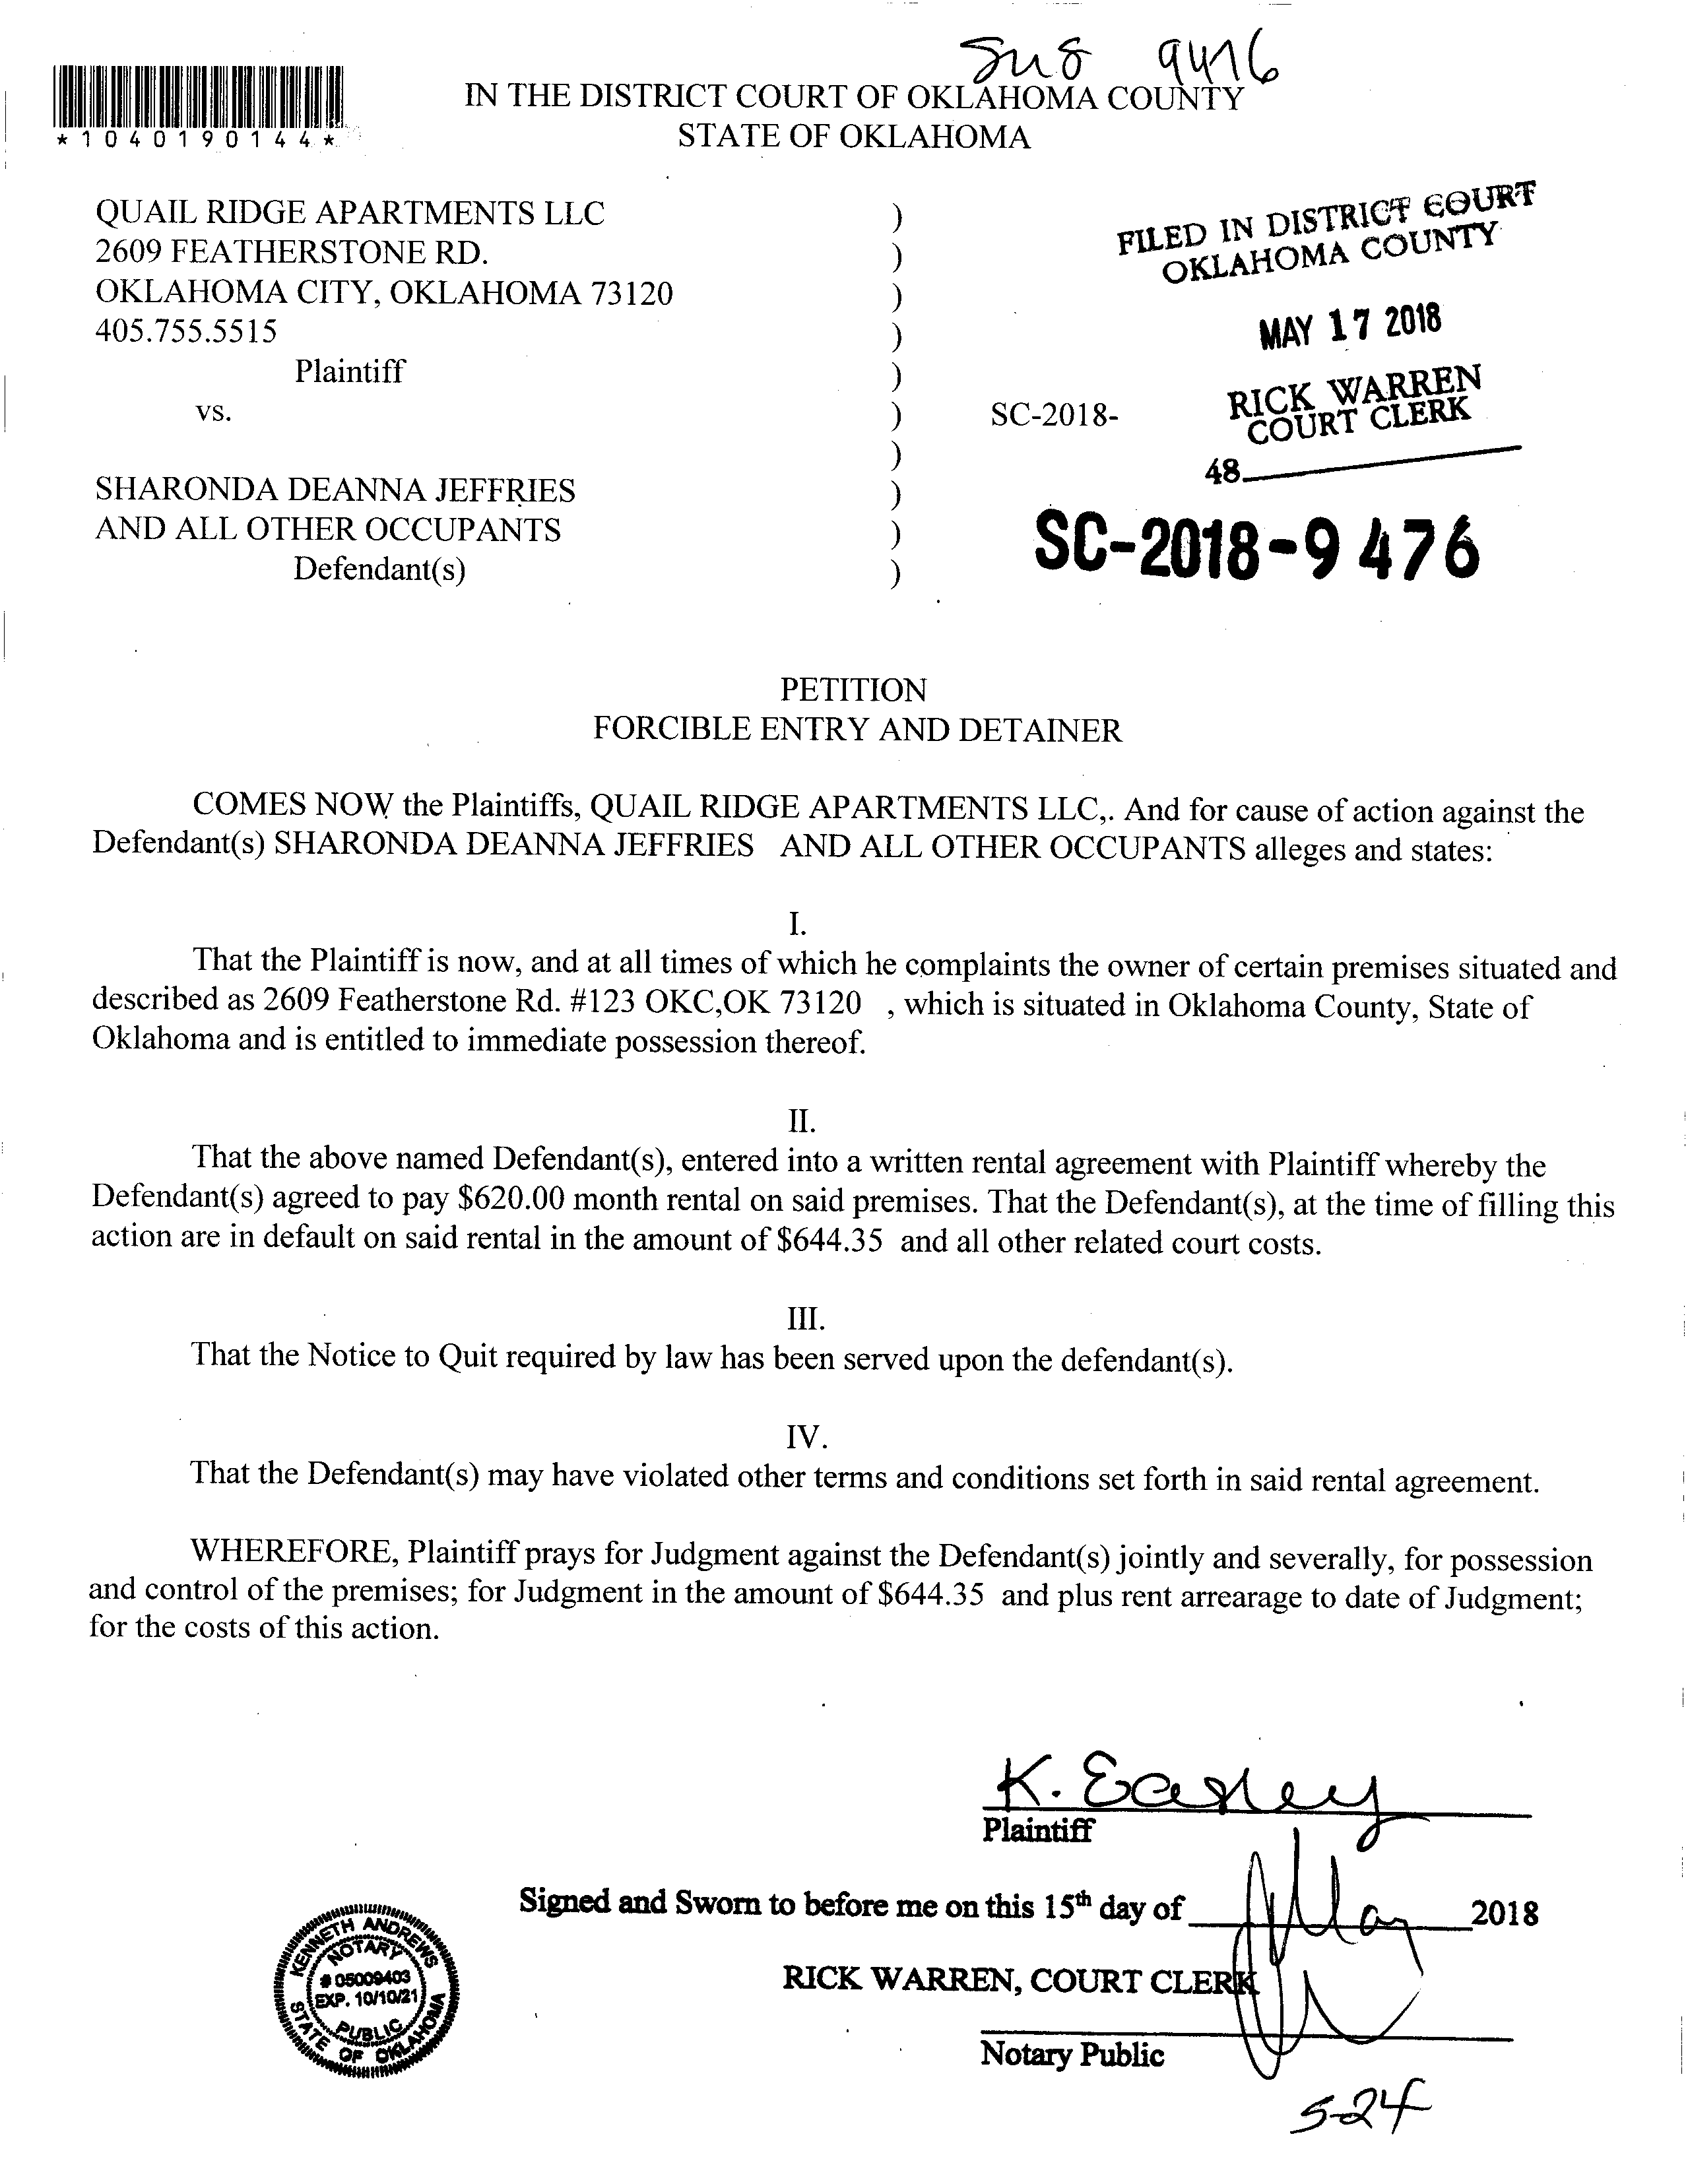 SU8 9476
*1040190144*
IN THE DISTRICT COURT OF OKLAHOMA COUNTY
STATE OF OKLAHOMA
QUAIL RIDGE APARTMENTS LLC )
2609 FEATHERSTONE RD. )
OKLAHOMA CITY, OKLAHOMA 73120 )
405.755.5515 )
Plaintiff )
vs. ) SC-2018-
)
SHARONDA DEANNA JEFFRIES )
AND ALL OTHER OCCUPANTS )
Defendant(s) )
FILED IN DISTRICT COURT
OKLAHOMA COUNTY
MAY 17 2018
RICK WARREN
COURT CLERK
48
SC-2018-9476
PETITION
FORCIBLE ENTRY AND DETAINER
COMES NOW the Plaintiffs, QUAIL RIDGE APARTMENTS LLC,. And for cause of action against the
Defendant(s) SHARONDA DEANNA JEFFRIES AND ALL OTHER OCCUPANTS alleges and states:
I.
That the Plaintiff is now, and at all times of which he complaints the owner of certain premises situated and
described as 2609 Featherstone Rd. #123 OKC,OK 73120 , which is situated in Oklahoma County, State of
Oklahoma and is entitled to immediate possession thereof.
II.
That the above named Defendant(s), entered into a written rental agreement with Plaintiff whereby the
Defendant(s) agreed to pay $620.00 month rental on said premises. That the Defendant(s), at the time of filling this
action are in default on said rental in the amount of $644.35 and all other related court costs.
III.
That the Notice to Quit required by law has been served upon the defendant(s).
IV.
That the Defendant(s) may have violated other terms and conditions set forth in said rental agreement.
WHEREFORE, Plaintiff prays for Judgment against the Defendant(s) jointly and severally, for possession
and control of the premises; for Judgment in the amount of $644.35 and plus rent arrearage to date of Judgment;
for the costs of this action.
K. Easley
Plaintiff
Signed and Sworn to before me on this 15th day of May 2018
RICK WARREN, COURT CLERK
Notary Public
KENNETH ANDREWS
NOTARY
# 05009403
EXP. 10/10/21
PUBLIC
STATE OF OKLAHOMA
5-24